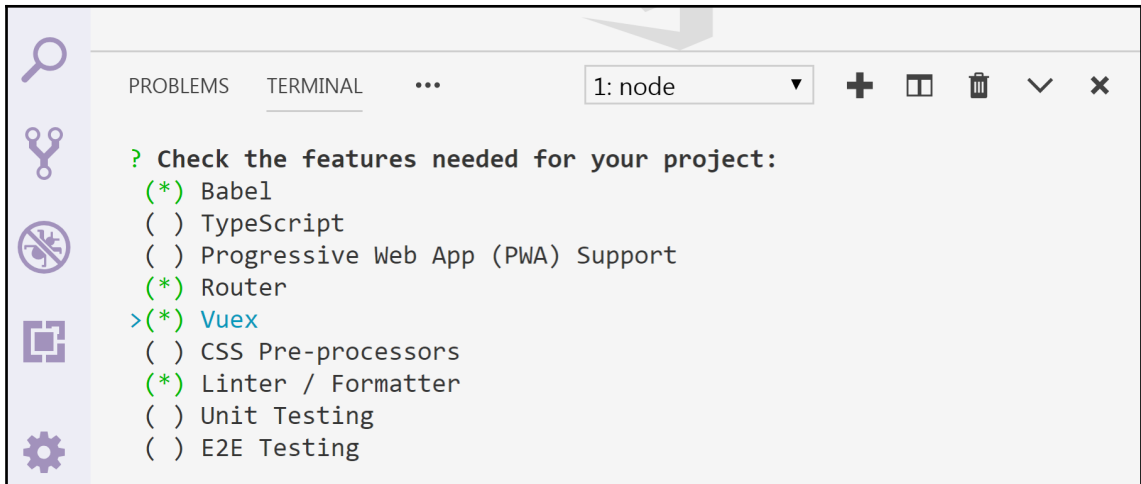 PROBLEMS TERMINAL ••• 1: node
? Check the features needed for your project:
(*) Babel
( ) TypeScript
( ) Progressive Web App (PWA) Support
(*) Router
>(*) Vuex
( ) CSS Pre-processors
(*) Linter / Formatter
( ) Unit Testing
( ) E2E Testing